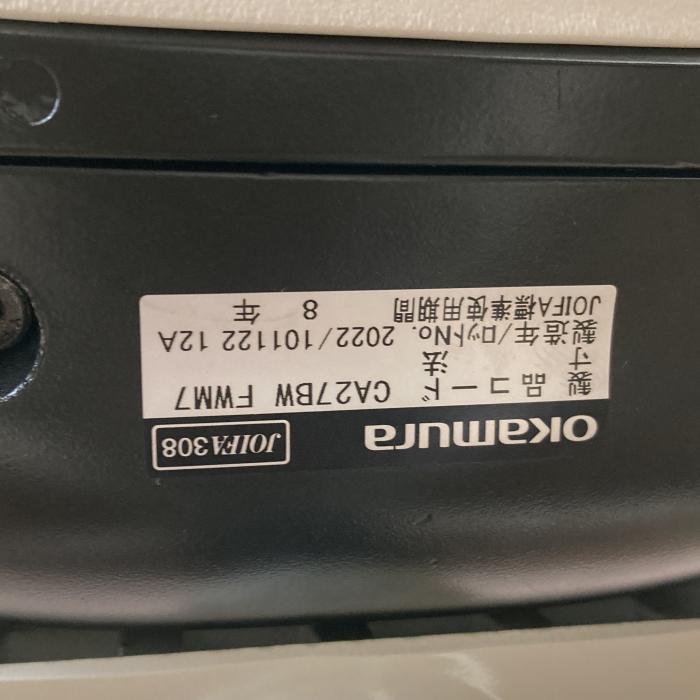 okamura JOIFA308
製品コード CA27BW FWM7
寸法
製造年/ロットNo. 2022/101122 12A
JOIFA標準使用期間 8 年